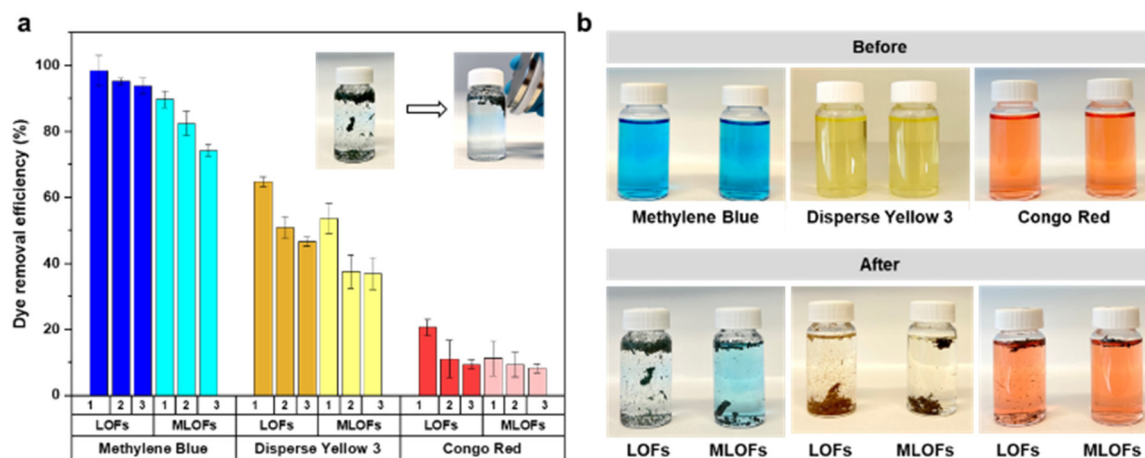 a
Dye removal efficiency (%)
100
80
60
40
20
0
1 2 3 1 2 3 1 2 3 1 2 3 1 2 3 1 2 3
LOFs MLOFs LOFs MLOFs LOFs MLOFs
Methylene Blue Disperse Yellow 3 Congo Red
b
Before
Methylene Blue Disperse Yellow 3 Congo Red
After
LOFs MLOFs LOFs MLOFs LOFs MLOFs